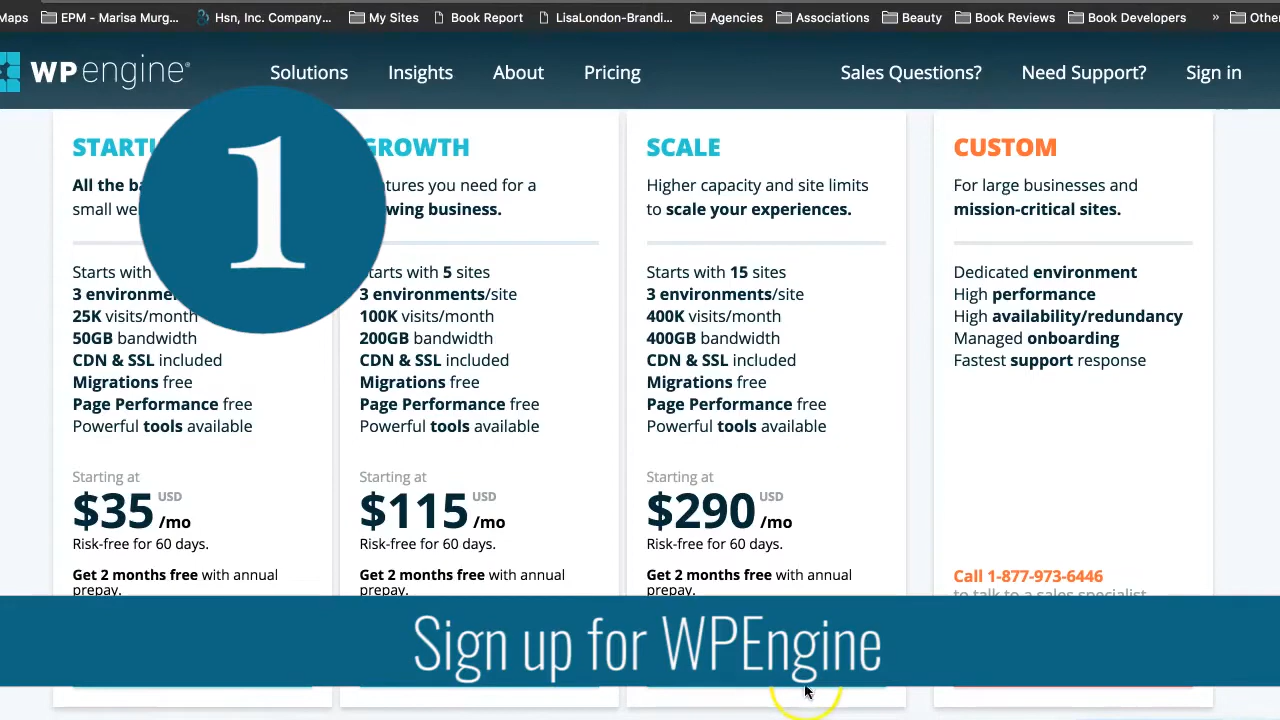 Maps
EPM - Marisa Murg...
Hsn, Inc. Company...
My Sites
Book Report
LisaLondon-Brandi...
Agencies
Associations
Beauty
Book Reviews
Book Developers
»
WPengine®
Solutions
Insights
About
Pricing
Sales Questions?
Need Support?
Sign in
1
All the
small
Starts with
3
25K visits/month
50GB bandwidth
CDN & SSL included
Migrations free
Page Performance free
Powerful tools available
Starting at
$35 USD /mo
Risk-free for 60 days.
Get 2 months free with annual
prepay.
GROWTH
you need for a
business.
with 5 sites
3 environments/site
100K visits/month
200GB bandwidth
CDN & SSL included
Migrations free
Page Performance free
Powerful tools available
Starting at
$115 USD /mo
Risk-free for 60 days.
Get 2 months free with annual
prepay.
SCALE
Higher capacity and site limits
to scale your experiences.
Starts with 15 sites
3 environments/site
400K visits/month
400GB bandwidth
CDN & SSL included
Migrations free
Page Performance free
Powerful tools available
Starting at
$290 USD /mo
Risk-free for 60 days.
Get 2 months free with annual
prepay.
CUSTOM
For large businesses and
mission-critical sites.
Dedicated environment
High performance
High availability/redundancy
Managed onboarding
Fastest support response
Call 1-877-973-6446
to talk to a sales specialist
Sign up for WPEngine